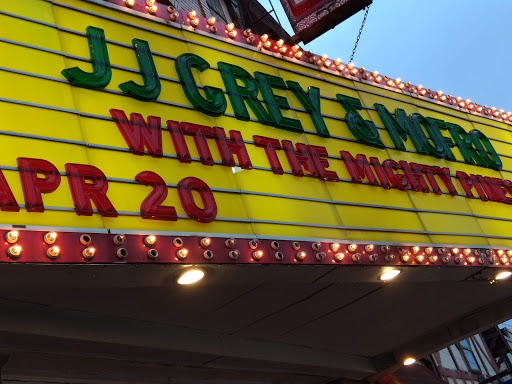 JJ GREY & MOFRO
WITH THE MIGHTY PINES
APR 20